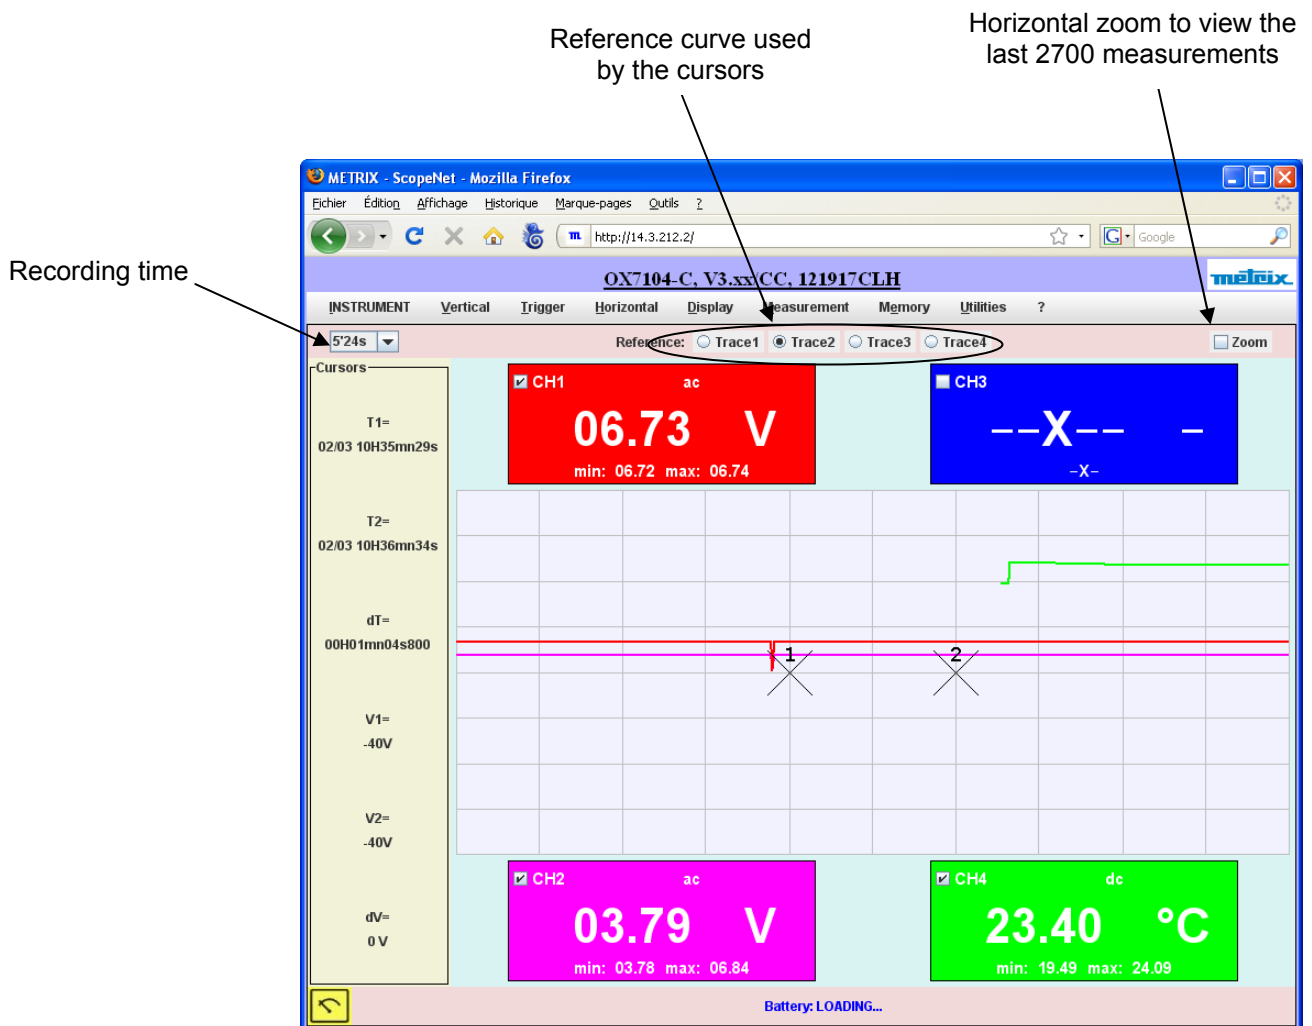 Reference curve used
by the cursors
Horizontal zoom to view the
last 2700 measurements
Recording time
METRIX - ScopeNet - Mozilla Firefox
Fichier Édition Affichage Historique Marque-pages Outils ?
m. http://14.3.212.2/ G Google
OX7104-C, V3.xx/CC, 121917CLH
metrix
INSTRUMENT Vertical Trigger Horizontal Display Measurement Memory Utilities ?
5'24s Reference: Trace1 Trace2 Trace3 Trace4 Zoom
Cursors
T1=
02/03 10H35mn29s
T2=
02/03 10H36mn34s
dT=
00H01mn04s800
V1=
-40V
V2=
-40V
dV=
0 V
CH1 ac
06.73 V
min: 06.72 max: 06.74
CH3
--X-- -
-X-
1 2
CH2 ac
03.79 V
min: 03.78 max: 06.84
CH4 dc
23.40 °C
min: 19.49 max: 24.09
Battery: LOADING...